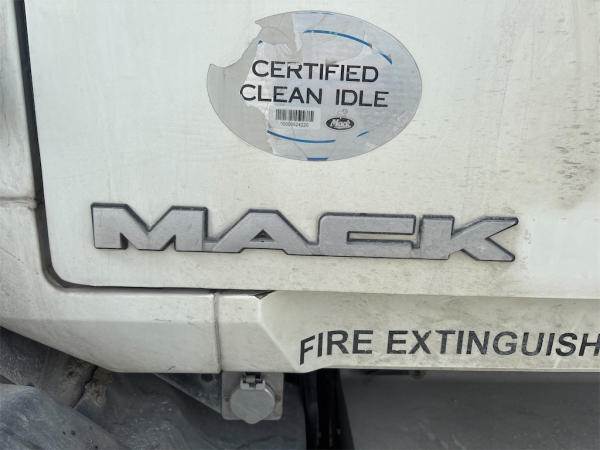 CERTIFIED
CLEAN IDLE
Mack
MACK
FIRE EXTINGUISH